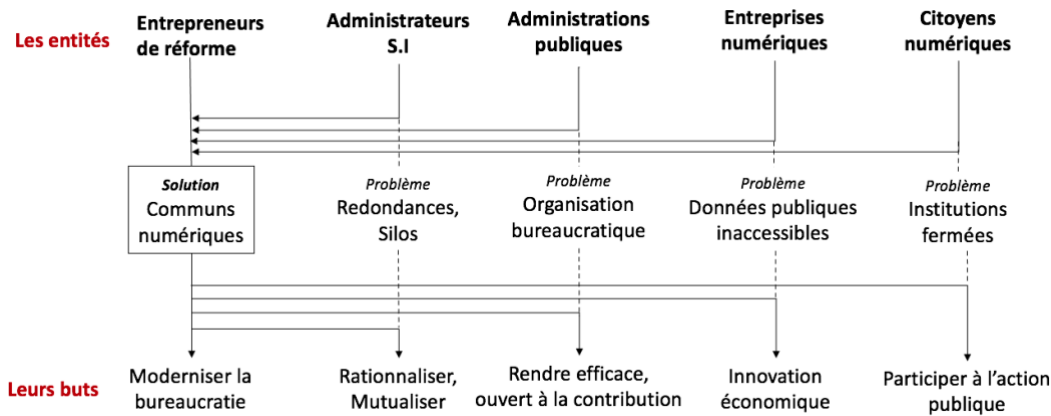 Les entités
Entrepreneurs
de réforme
Administrateurs
S.I
Administrations
publiques
Entreprises
numériques
Citoyens
numériques
Solution
Communs
numériques
Problème
Redondances,
Silos
Problème
Organisation
bureaucratique
Problème
Données publiques
inaccessibles
Problème
Institutions
fermées
Leurs buts
Moderniser la
bureaucratie
Rationnaliser,
Mutualiser
Rendre efficace,
ouvert à la contribution
Innovation
économique
Participer à l’action
publique